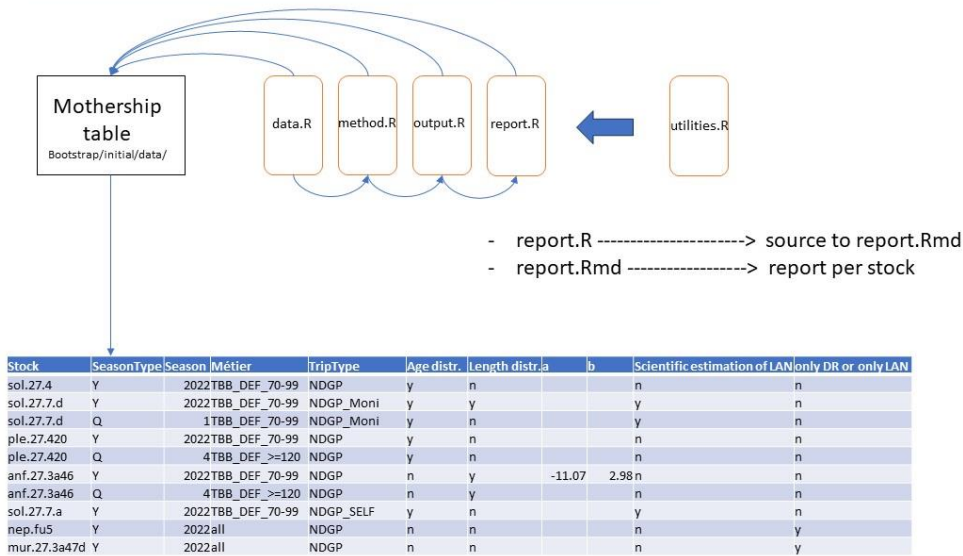 Mothership
table
Bootstrap/initial/data/
data.R
method.R
output.R
report.R
utilities.R
- report.R ----------------------> source to report.Rmd
- report.Rmd ------------------> report per stock
Stock SeasonType Season Métier TripType Age distr. Length distr. a b Scientific estimation of LAN only DR or only LAN
sol.27.4 Y 2022 TBB_DEF_70-99 NDGP y n n n
sol.27.7.d Y 2022 TBB_DEF_70-99 NDGP_Moni y y y n
sol.27.7.d Q 1 TBB_DEF_70-99 NDGP_Moni y n y n
ple.27.420 Y 2022 TBB_DEF_70-99 NDGP y n n n
ple.27.420 Q 4 TBB_DEF_>=120 NDGP y n n n
anf.27.3a46 Y 2022 TBB_DEF_70-99 NDGP n y -11.07 2.98 n n
anf.27.3a46 Q 4 TBB_DEF_>=120 NDGP n y n n
sol.27.7.a Y 2022 TBB_DEF_70-99 NDGP_SELF y n y n
nep.fu5 Y 2022 all NDGP n n n y
mur.27.3a47d Y 2022 all NDGP n n n y